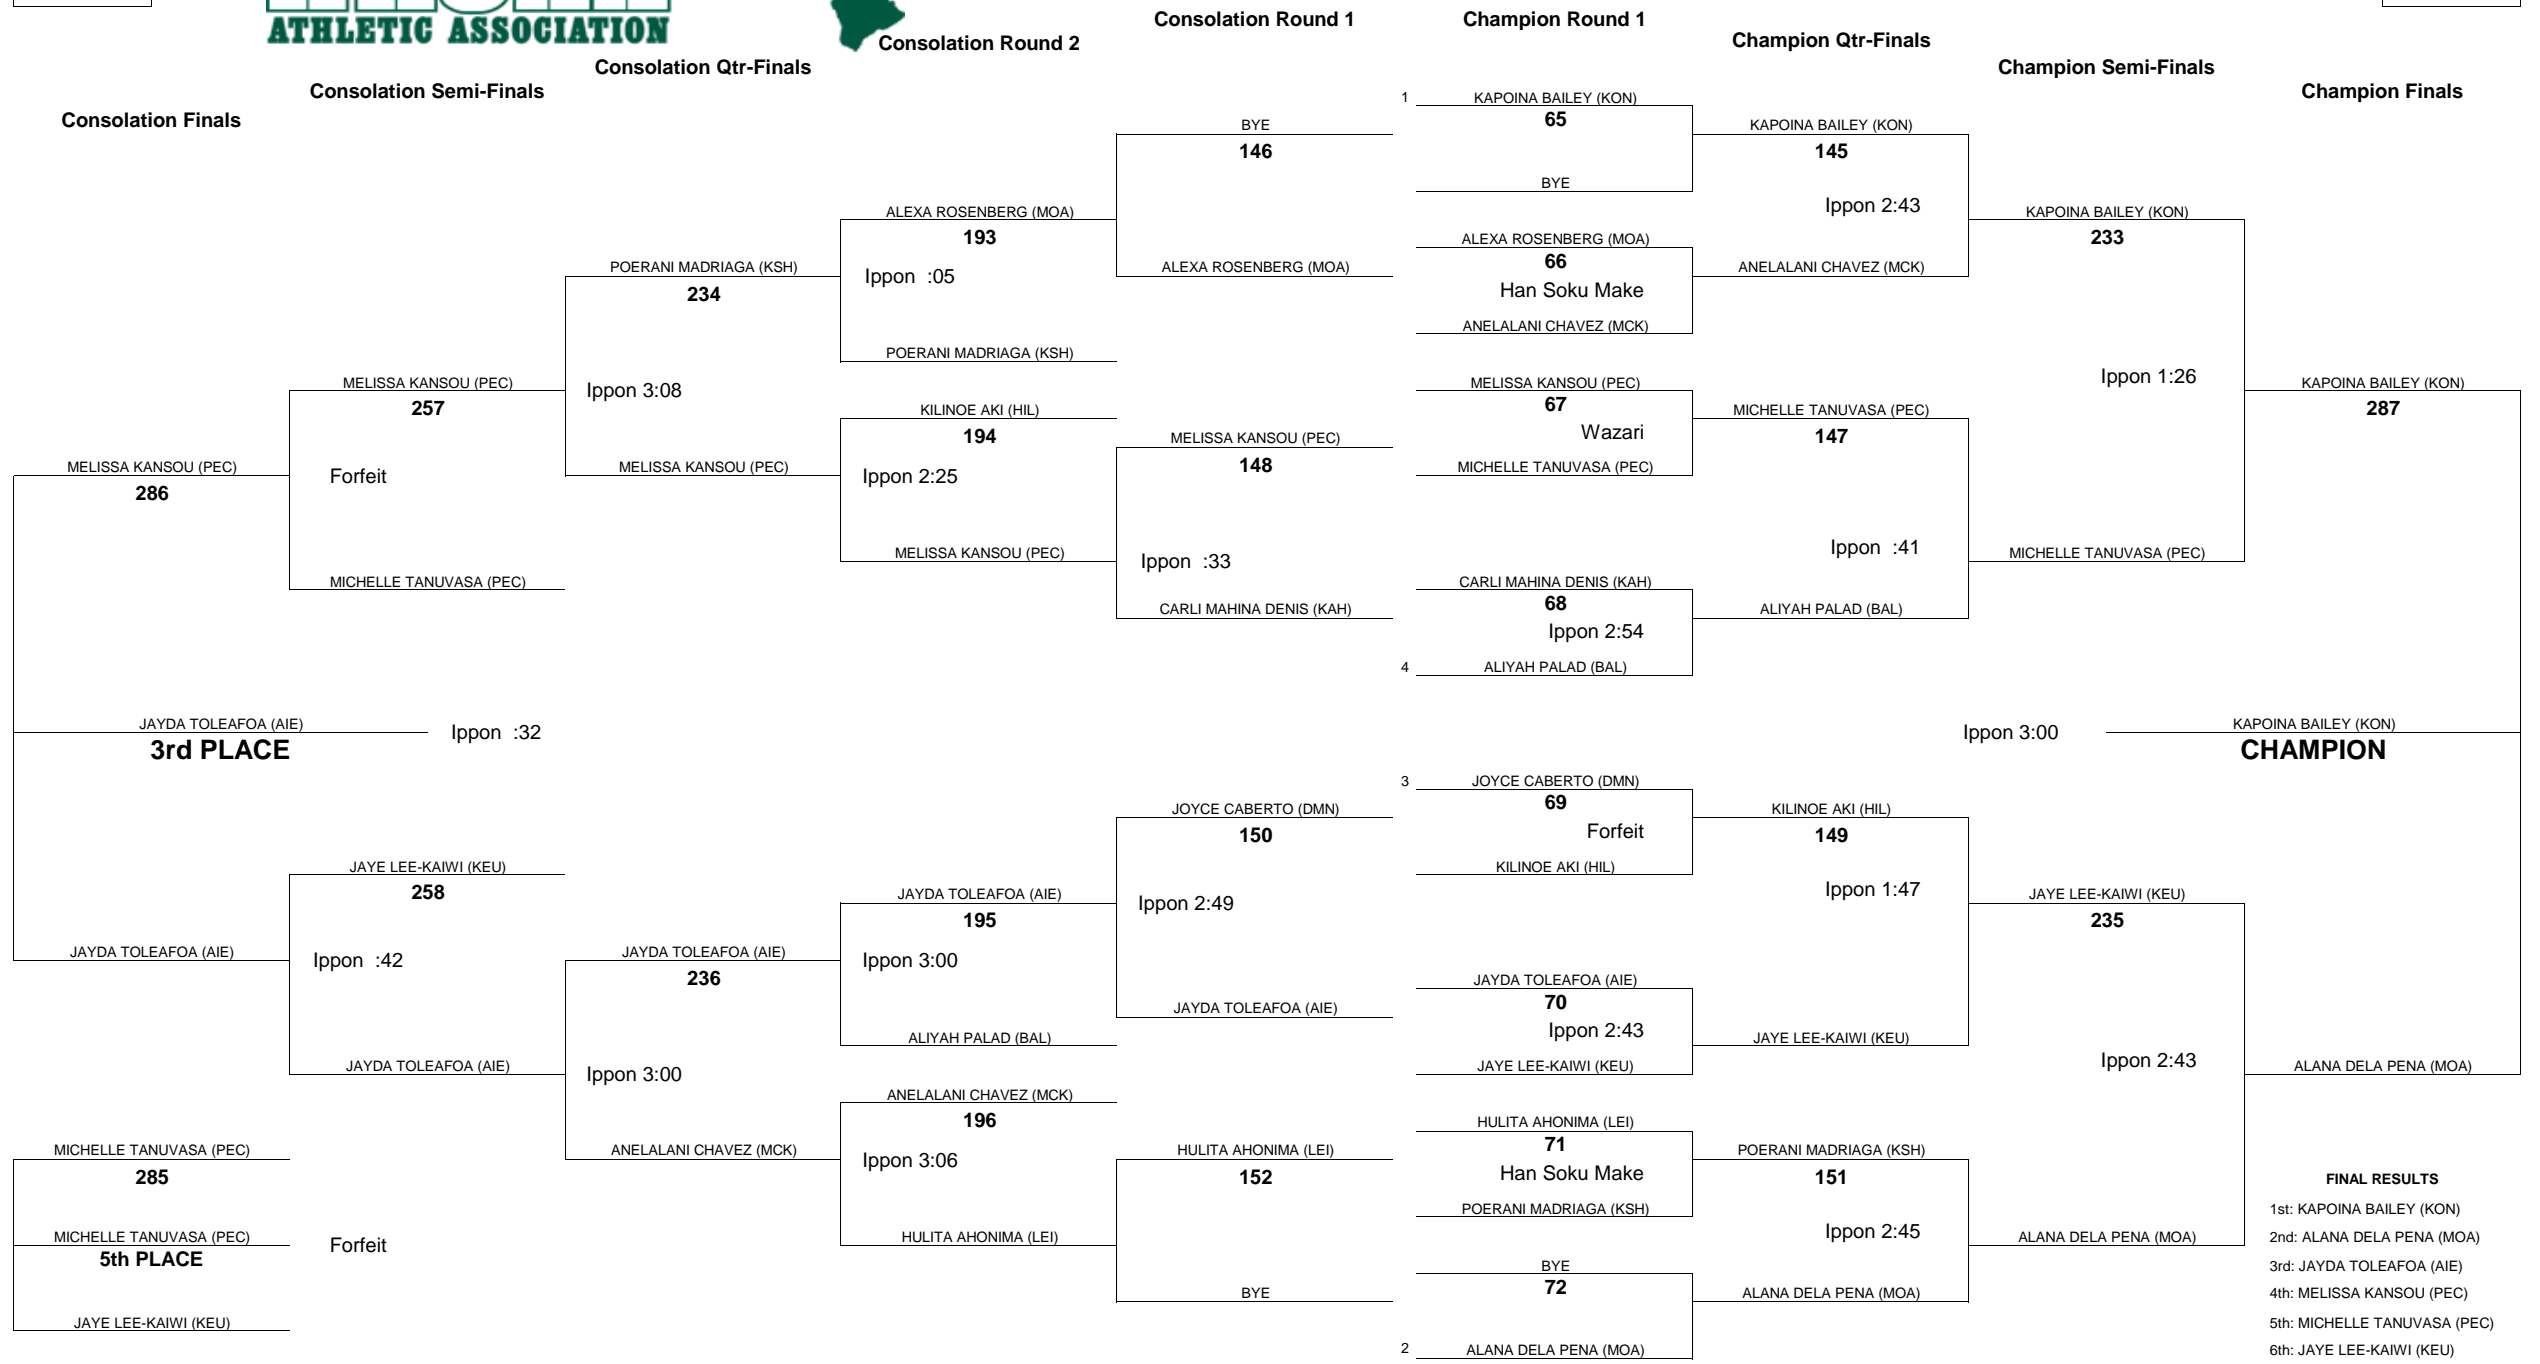 ATHLETIC ASSOCIATION
Consolation Finals
Consolation Semi-Finals
Consolation Qtr-Finals
Consolation Round 2
Consolation Round 1
Champion Round 1
Champion Qtr-Finals
Champion Semi-Finals
Champion Finals
1 KAPOINA BAILEY (KON)
65
BYE
ALEXA ROSENBERG (MOA)
66
Han Soku Make
ANELALANI CHAVEZ (MCK)
MELISSA KANSOU (PEC)
67
Wazari
MICHELLE TANUVASA (PEC)
CARLI MAHINA DENIS (KAH)
68
Ippon 2:54
4 ALIYAH PALAD (BAL)
3 JOYCE CABERTO (DMN)
69
Forfeit
KILINOE AKI (HIL)
JAYDA TOLEAFOA (AIE)
70
Ippon 2:43
JAYE LEE-KAIWI (KEU)
HULITA AHONIMA (LEI)
71
Han Soku Make
POERANI MADRIAGA (KSH)
BYE
72
2 ALANA DELA PENA (MOA)
KAPOINA BAILEY (KON)
145
Ippon 2:43
ANELALANI CHAVEZ (MCK)
MICHELLE TANUVASA (PEC)
147
Ippon :41
ALIYAH PALAD (BAL)
KILINOE AKI (HIL)
149
Ippon 1:47
JAYE LEE-KAIWI (KEU)
POERANI MADRIAGA (KSH)
151
Ippon 2:45
ALANA DELA PENA (MOA)
KAPOINA BAILEY (KON)
233
Ippon 1:26
MICHELLE TANUVASA (PEC)
JAYE LEE-KAIWI (KEU)
235
Ippon 2:43
ALANA DELA PENA (MOA)
KAPOINA BAILEY (KON)
287
Ippon 3:00
KAPOINA BAILEY (KON)
CHAMPION
ALANA DELA PENA (MOA)
BYE
146
ALEXA ROSENBERG (MOA)
MELISSA KANSOU (PEC)
148
Ippon :33
CARLI MAHINA DENIS (KAH)
JOYCE CABERTO (DMN)
150
Ippon 2:49
JAYDA TOLEAFOA (AIE)
HULITA AHONIMA (LEI)
152
BYE
ALEXA ROSENBERG (MOA)
193
Ippon :05
POERANI MADRIAGA (KSH)
KILINOE AKI (HIL)
194
Ippon 2:25
MELISSA KANSOU (PEC)
JAYDA TOLEAFOA (AIE)
195
Ippon 3:00
ALIYAH PALAD (BAL)
ANELALANI CHAVEZ (MCK)
196
Ippon 3:06
HULITA AHONIMA (LEI)
POERANI MADRIAGA (KSH)
234
Ippon 3:08
MELISSA KANSOU (PEC)
JAYDA TOLEAFOA (AIE)
236
Ippon 3:00
ANELALANI CHAVEZ (MCK)
MELISSA KANSOU (PEC)
257
Forfeit
MICHELLE TANUVASA (PEC)
JAYE LEE-KAIWI (KEU)
258
Ippon :42
JAYDA TOLEAFOA (AIE)
MELISSA KANSOU (PEC)
286
JAYDA TOLEAFOA (AIE)
3rd PLACE
Ippon :32
JAYDA TOLEAFOA (AIE)
MICHELLE TANUVASA (PEC)
285
MICHELLE TANUVASA (PEC)
5th PLACE
Forfeit
JAYE LEE-KAIWI (KEU)
FINAL RESULTS
1st: KAPOINA BAILEY (KON)
2nd: ALANA DELA PENA (MOA)
3rd: JAYDA TOLEAFOA (AIE)
4th: MELISSA KANSOU (PEC)
5th: MICHELLE TANUVASA (PEC)
6th: JAYE LEE-KAIWI (KEU)